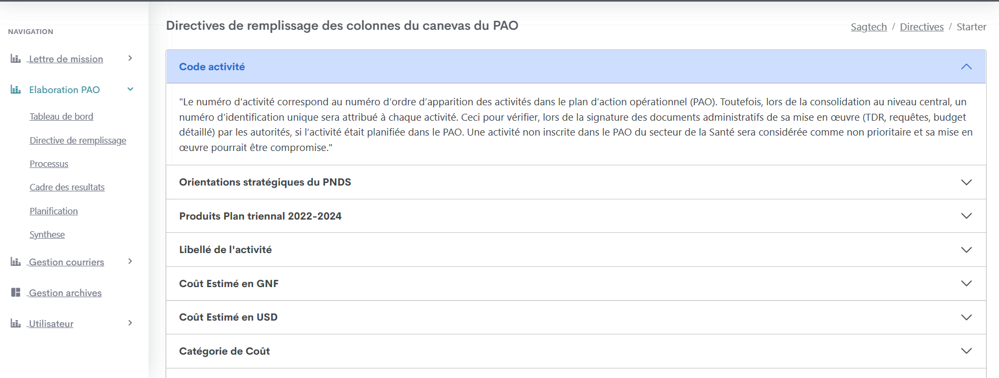 NAVIGATION
Lettre de mission
Elaboration PAO
Tableau de bord
Directive de remplissage
Processus
Cadre des resultats
Planification
Synthese
Gestion courriers
Gestion archives
Utilisateur
Directives de remplissage des colonnes du canevas du PAO
Sagtech / Directives / Starter
Code activité
"Le numéro d'activité correspond au numéro d’ordre d’apparition des activités dans le plan d’action opérationnel (PAO). Toutefois, lors de la consolidation au niveau central, un
numéro d’identification unique sera attribué à chaque activité. Ceci pour vérifier, lors de la signature des documents administratifs de sa mise en œuvre (TDR, requêtes, budget
détaillé) par les autorités, si l’activité était planifiée dans le PAO. Une activité non inscrite dans le PAO du secteur de la Santé sera considérée comme non prioritaire et sa mise en
œuvre pourrait être compromise."
Orientations stratégiques du PNDS
Produits Plan triennal 2022-2024
Libellé de l'activité
Coût Estimé en GNF
Coût Estimé en USD
Catégorie de Coût